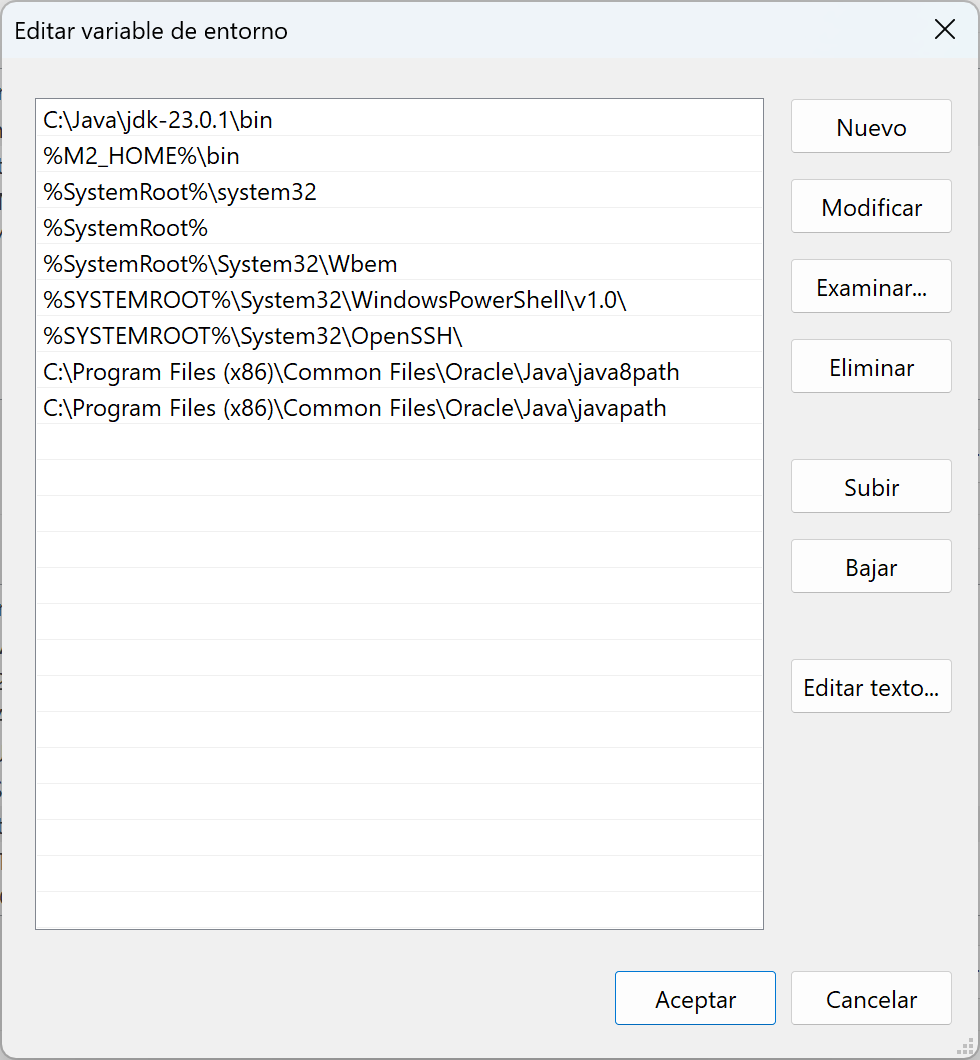 Editar variable de entorno
C:\Java\jdk-23.0.1\bin
%M2_HOME%\bin
%SystemRoot%\system32
%SystemRoot%
%SystemRoot%\System32\Wbem
%SYSTEMROOT%\System32\WindowsPowerShell\v1.0\
%SYSTEMROOT%\System32\OpenSSH\
C:\Program Files (x86)\Common Files\Oracle\Java\java8path
C:\Program Files (x86)\Common Files\Oracle\Java\javapath
Nuevo
Modificar
Examinar...
Eliminar
Subir
Bajar
Editar texto...
Aceptar
Cancelar